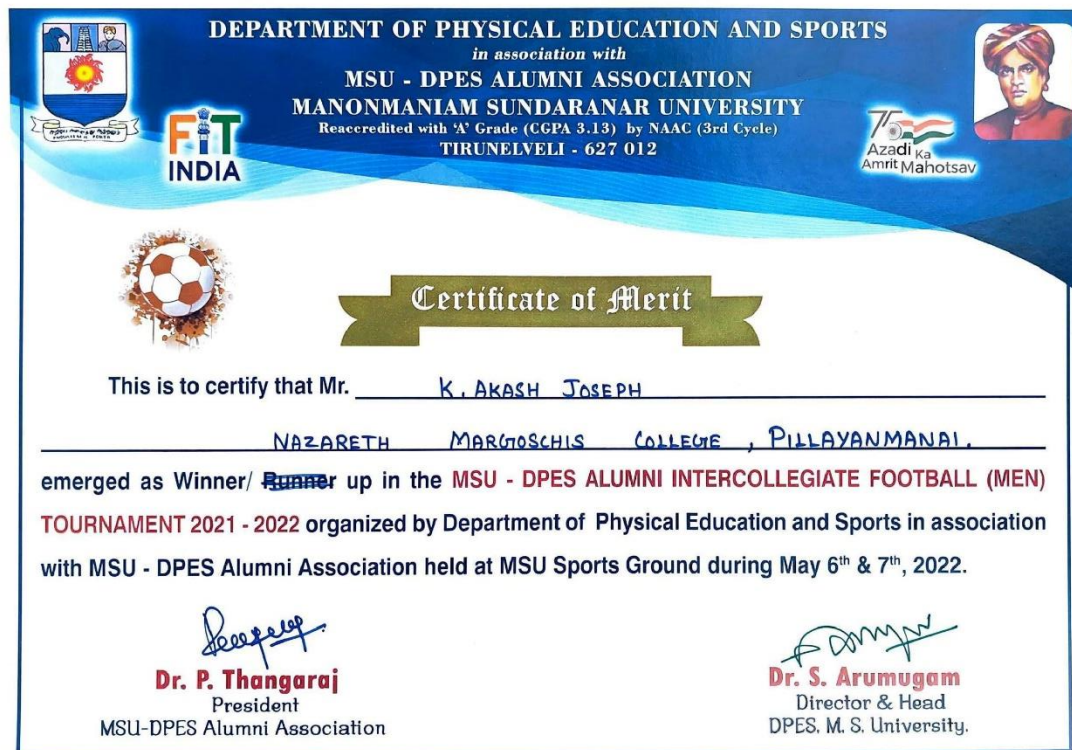 DEPARTMENT OF PHYSICAL EDUCATION AND SPORTS
in association with
MSU - DPES ALUMNI ASSOCIATION
MANONMANIAM SUNDARANAR UNIVERSITY
Reaccredited with 'A' Grade (CGPA 3.13) by NAAC (3rd Cycle)
TIRUNELVELI - 627 012
FIT
INDIA
75
Azadi Ka
Amrit Mahotsav
Certificate of Merit
This is to certify that Mr. K. AKASH JOSEPH
NAZARETH MARGOSCHIS COLLEGE, PILLAYANMANAI.
emerged as Winner/ Runner up in the MSU - DPES ALUMNI INTERCOLLEGIATE FOOTBALL (MEN)
TOURNAMENT 2021 - 2022 organized by Department of Physical Education and Sports in association
with MSU - DPES Alumni Association held at MSU Sports Ground during May 6th & 7th, 2022.
Dr. P. Thangaraj
President
MSU-DPES Alumni Association
Dr. S. Arumugam
Director & Head
DPES. M. S. University.